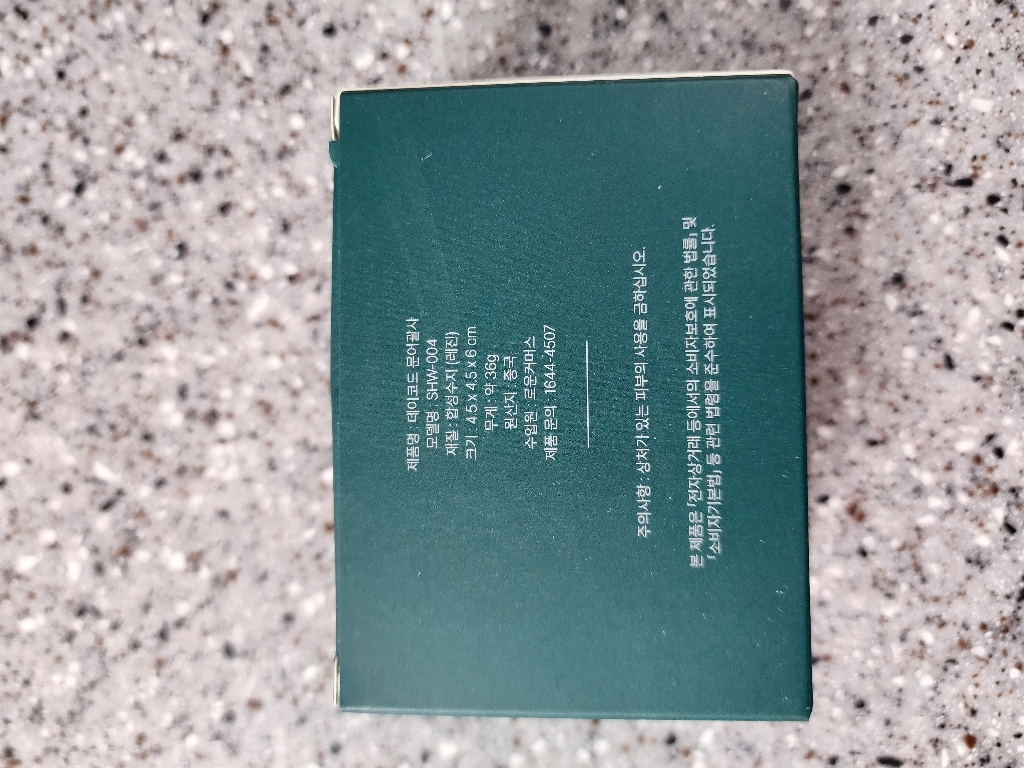 제품명 : 데이코드 문어괄사
모델명 : SHW-004
재질 : 합성수지 (레진)
크기 : 4.5 x 4.5 x 6 cm
무게 : 약 36g
원산지 : 중국
수입원 : 로운커머스
제품 문의 : 1644-4507
주의사항 : 상처가 있는 피부의 사용을 금하십시오.
본 제품은 「전자상거래 등에서의 소비자보호에 관한 법률」 및
「소비자기본법」 등 관련 법령을 준수하여 표시되었습니다.